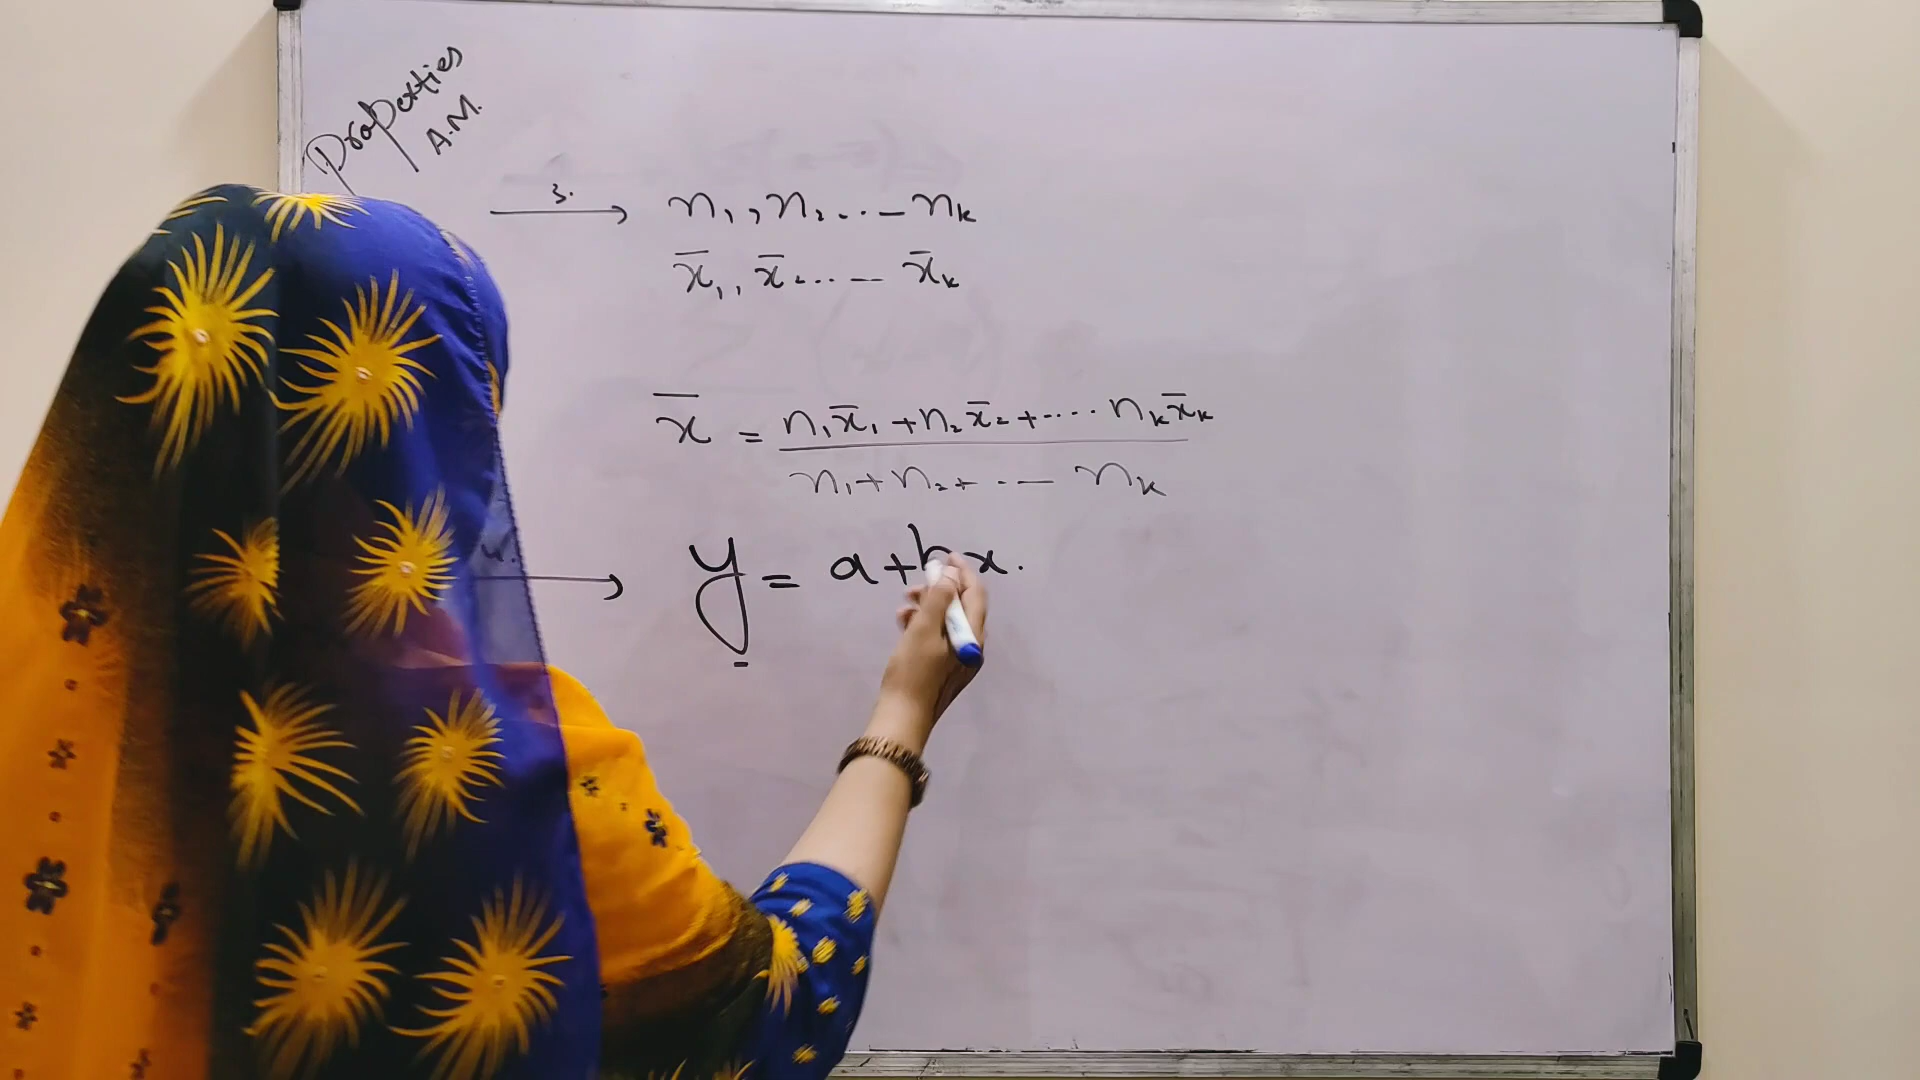 Properties
A.M.
3. → n₁, n₂ ..-- nₖ
x̄₁, x̄₂...-- x̄ₖ
x̄ = n₁x̄₁ + n₂x̄₂ + .... nₖx̄ₖ
n₁ + n₂ + .-- nₖ
4. → y = a + bx.